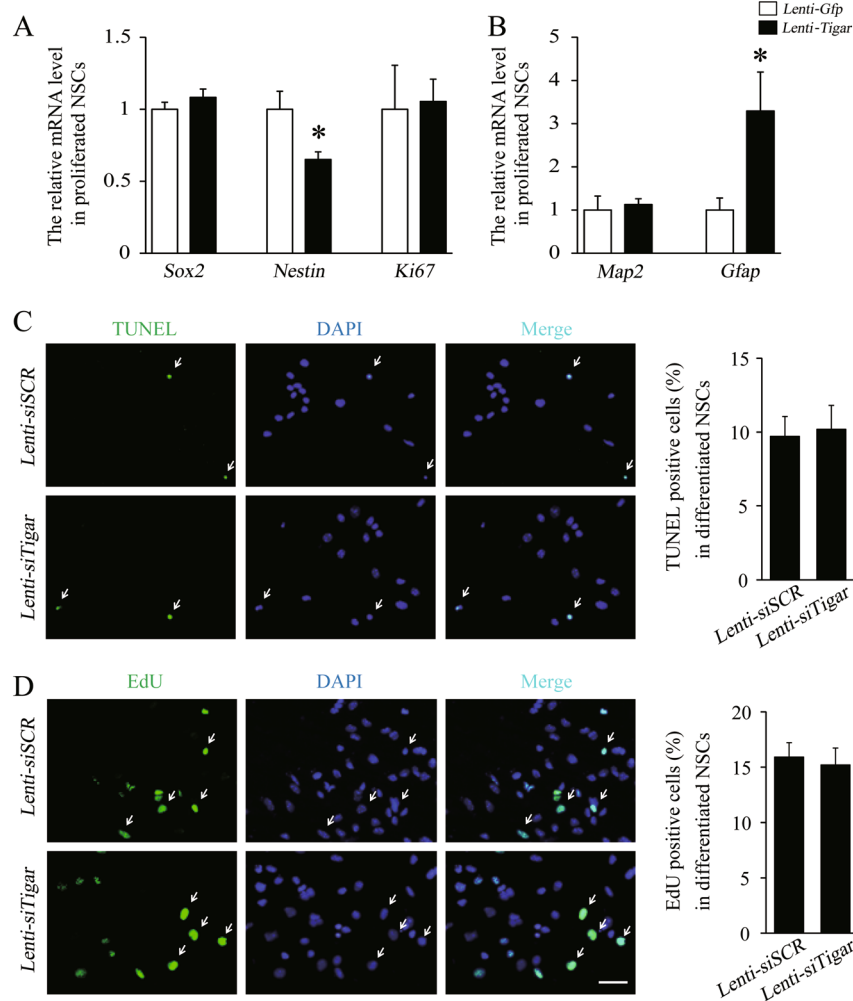 A
The relative mRNA level
in proliferated NSCs
1.5
1
0.5
0
*
Sox2 Nestin Ki67
B
Lenti-Gfp
Lenti-Tigar
The relative mRNA level
in proliferated NSCs
5
4
3
2
1
0
*
Map2 Gfap
C
TUNEL DAPI Merge
Lenti-siSCR
Lenti-siTigar
TUNEL positive cells (%)
in differentiated NSCs
15
10
5
0
Lenti-siSCR
Lenti-siTigar
D
EdU DAPI Merge
Lenti-siSCR
Lenti-siTigar
EdU positive cells (%)
in differentiated NSCs
20
15
10
5
0
Lenti-siSCR
Lenti-siTigar